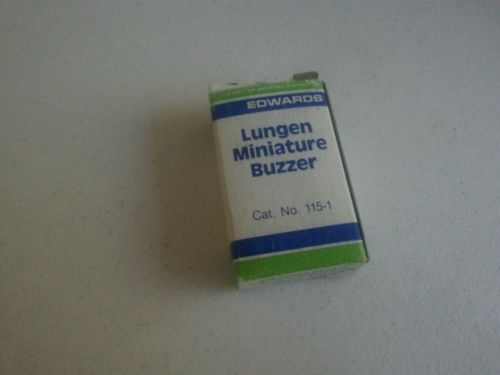 EDWARDS
Lungen
Miniature
Buzzer
Cat. No. 115-1